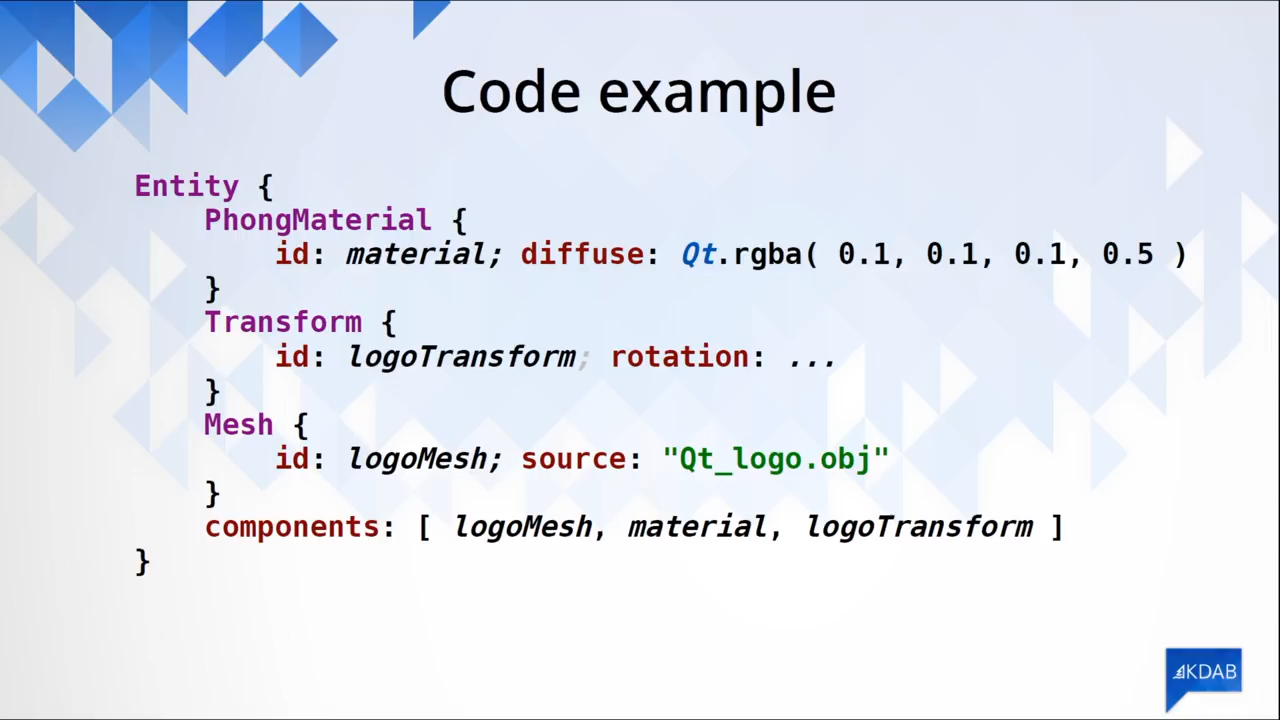 Code example
Entity {
PhongMaterial {
id: material; diffuse: Qt.rgba( 0.1, 0.1, 0.1, 0.5 )
}
Transform {
id: logoTransform; rotation: ...
}
Mesh {
id: logoMesh; source: "Qt_logo.obj"
}
components: [ logoMesh, material, logoTransform ]
}
KDAB